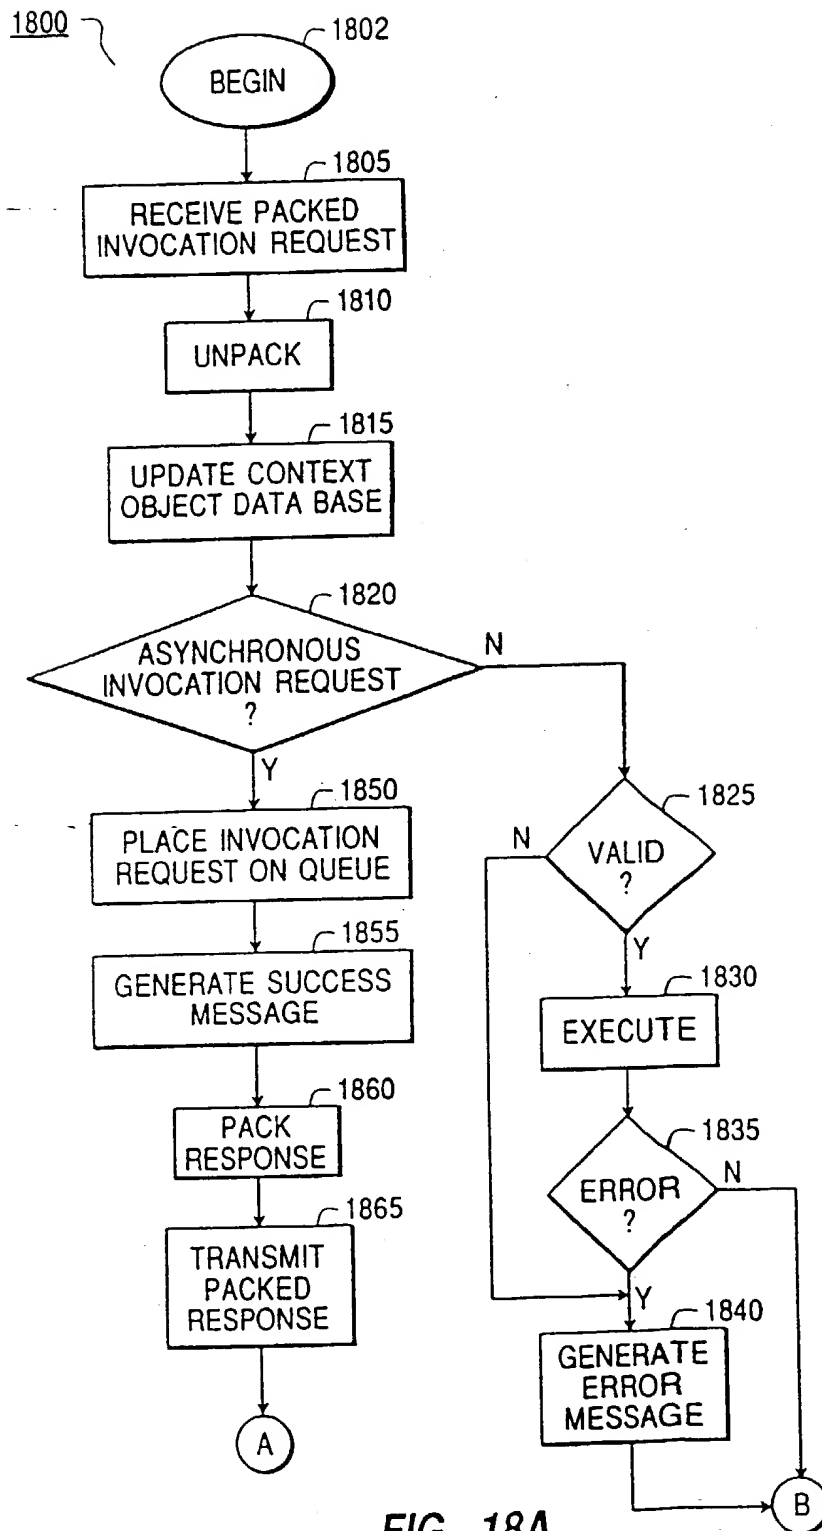 1800
1802
BEGIN
1805
RECEIVE PACKED
INVOCATION REQUEST
1810
UNPACK
1815
UPDATE CONTEXT
OBJECT DATA BASE
1820
ASYNCHRONOUS
INVOCATION REQUEST
?
N
Y
1850
PLACE INVOCATION
REQUEST ON QUEUE
1855
GENERATE SUCCESS
MESSAGE
1860
PACK
RESPONSE
1865
TRANSMIT
PACKED
RESPONSE
A
1825
VALID
?
N
Y
1830
EXECUTE
1835
ERROR
?
N
Y
1840
GENERATE
ERROR
MESSAGE
B
FIG. 18A